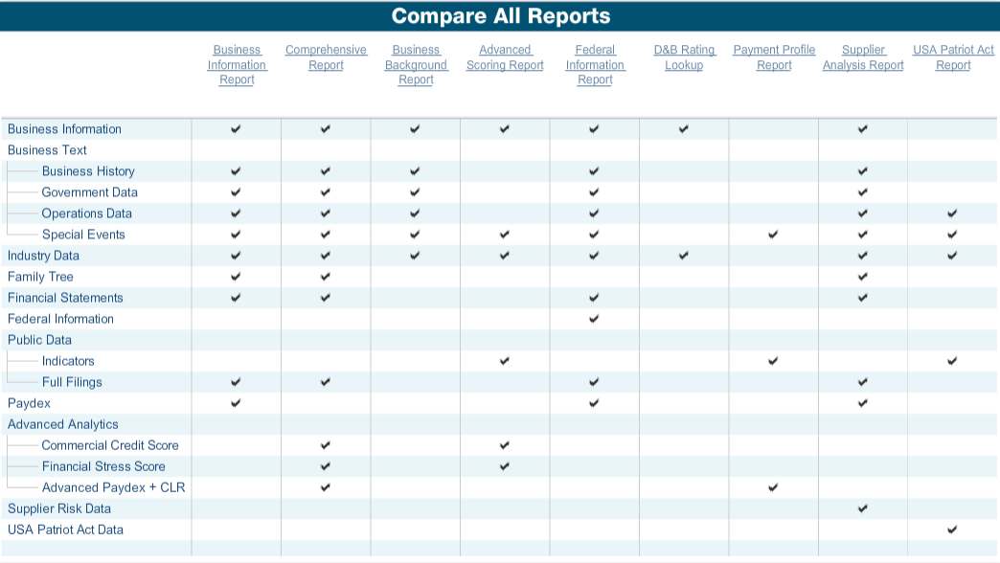 Compare All Reports
Business Information Report
Comprehensive Report
Business Background Report
Advanced Scoring Report
Federal Information Report
D&B Rating Lookup
Payment Profile Report
Supplier Analysis Report
USA Patriot Act Report
Business Information ✔ ✔ ✔ ✔ ✔ ✔ ✔
Business Text
Business History ✔ ✔ ✔ ✔ ✔
Government Data ✔ ✔ ✔ ✔ ✔
Operations Data ✔ ✔ ✔ ✔ ✔ ✔
Special Events ✔ ✔ ✔ ✔ ✔ ✔ ✔ ✔
Industry Data ✔ ✔ ✔ ✔ ✔ ✔ ✔ ✔
Family Tree ✔ ✔ ✔
Financial Statements ✔ ✔ ✔ ✔
Federal Information ✔
Public Data
Indicators ✔ ✔ ✔
Full Filings ✔ ✔ ✔ ✔
Paydex ✔ ✔ ✔
Advanced Analytics
Commercial Credit Score ✔ ✔
Financial Stress Score ✔ ✔
Advanced Paydex + CLR ✔ ✔
Supplier Risk Data ✔
USA Patriot Act Data ✔